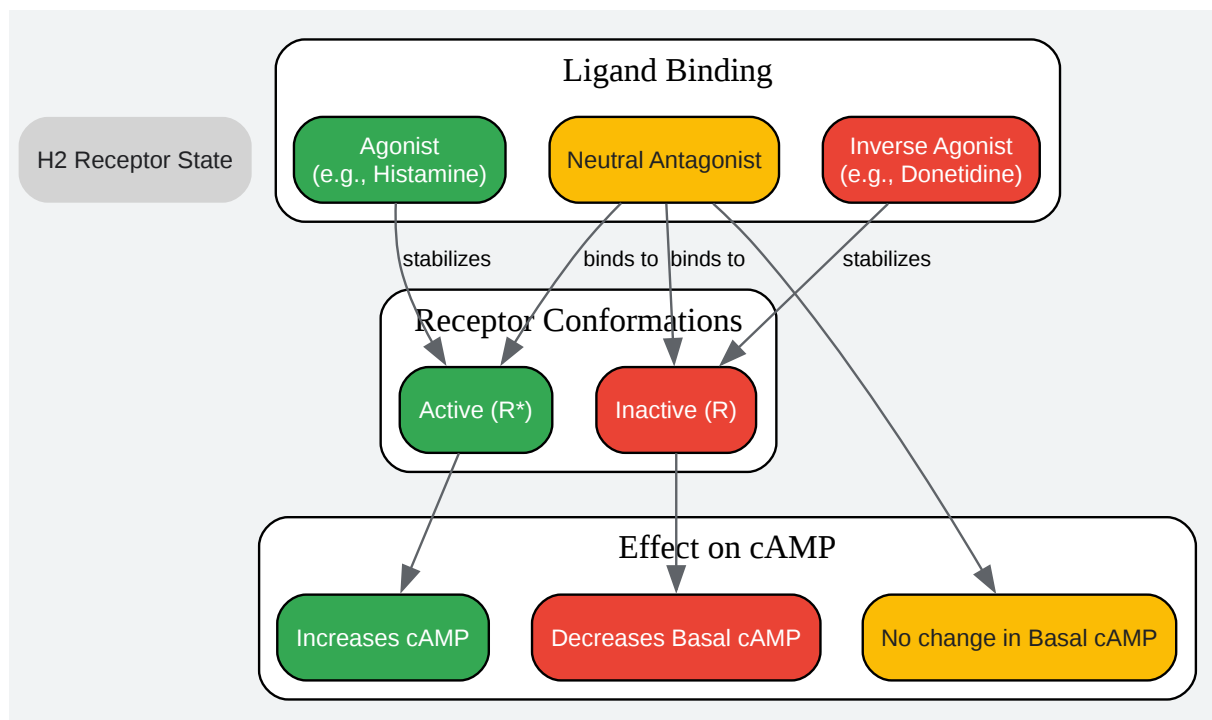 Ligand Binding
H2 Receptor State
Agonist
(e.g., Histamine)
Neutral Antagonist
Inverse Agonist
(e.g., Donetidine)
stabilizes
binds to
binds to
stabilizes
Receptor Conformations
Active (R*)
Inactive (R)
Effect on cAMP
Increases cAMP
Decreases Basal cAMP
No change in Basal cAMP